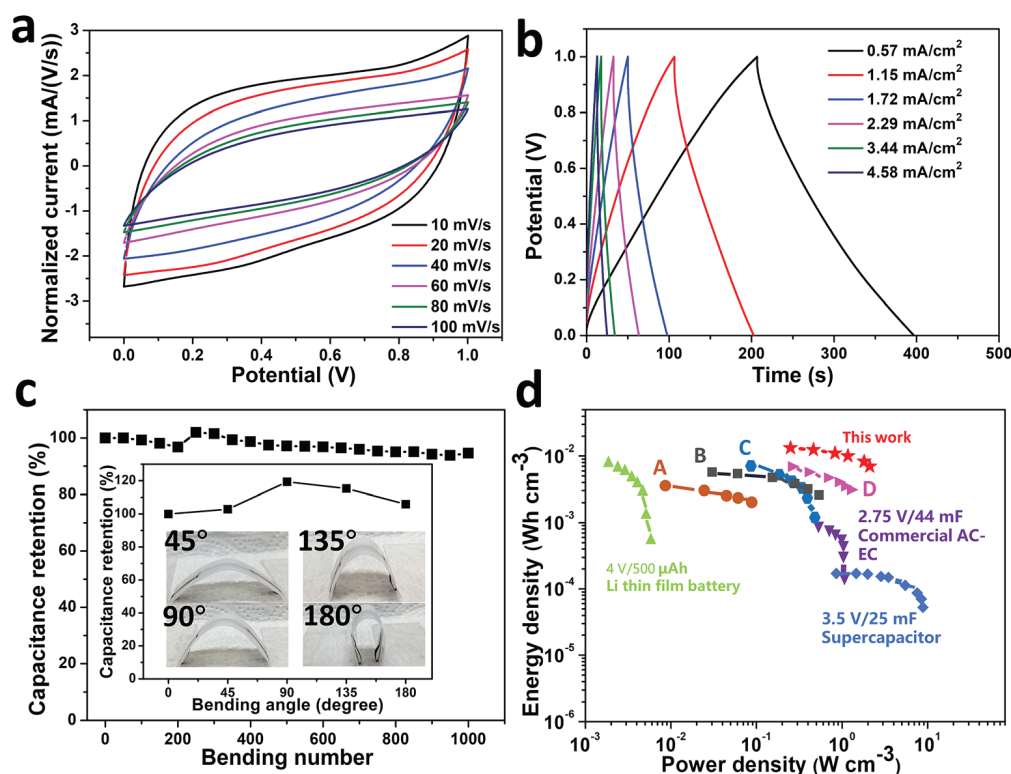 a
Normalized current (mA/(V/s))
3
2
1
0
-1
-2
-3
0.0 0.2 0.4 0.6 0.8 1.0
Potential (V)
10 mV/s
20 mV/s
40 mV/s
60 mV/s
80 mV/s
100 mV/s
b
Potential (V)
1.0
0.8
0.6
0.4
0.2
0.0
0 100 200 300 400 500
Time (s)
0.57 mA/cm²
1.15 mA/cm²
1.72 mA/cm²
2.29 mA/cm²
3.44 mA/cm²
4.58 mA/cm²
c
Capacitance retention (%)
100
80
60
40
20
0
0 200 400 600 800 1000
Bending number
Capacitance retention (%)
120
100
80
60
40
20
0
0 45 90 135 180
Bending angle (degree)
45°
135°
90°
180°
d
Energy density (Wh cm⁻³)
10⁻¹
10⁻²
10⁻³
10⁻⁴
10⁻⁵
10⁻⁶
10⁻³ 10⁻² 10⁻¹ 10⁰ 10¹ 10²
Power density (W cm⁻³)
This work
A
B
C
D
4 V/500 μAh
Li thin film battery
2.75 V/44 mF
Commercial AC-
EC
3.5 V/25 mF
Supercapacitor